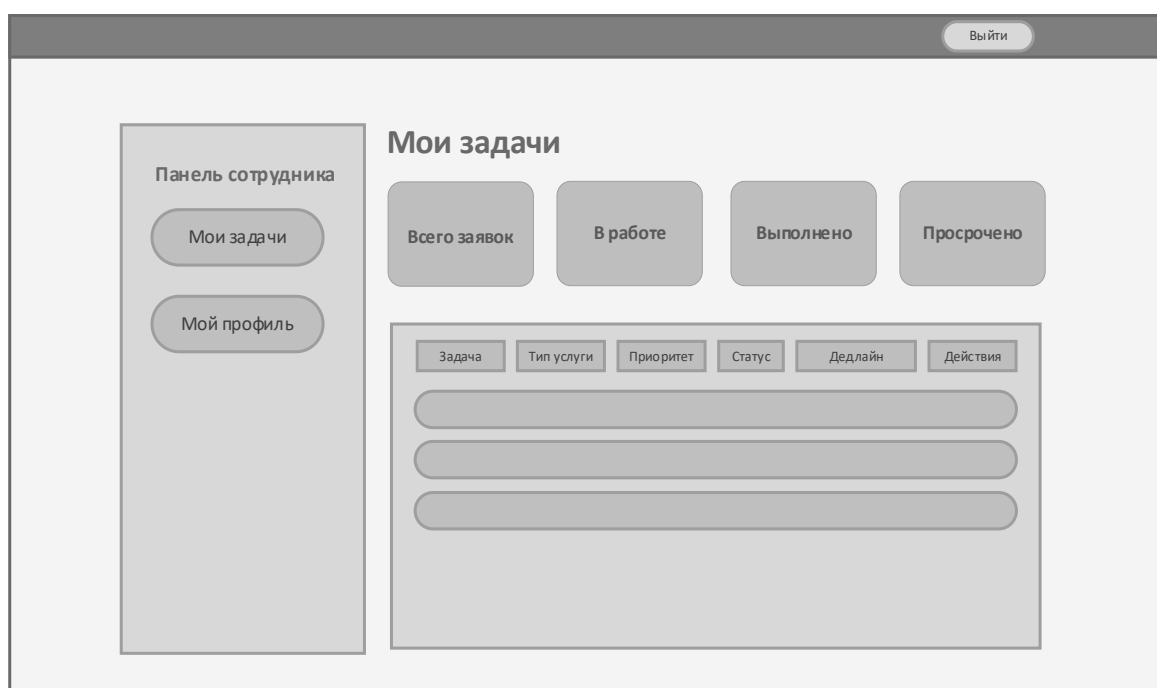 Выйти
Мои задачи
Панель сотрудника
Мои задачи
Мой профиль
Всего заявок
В работе
Выполнено
Просрочено
Задача
Тип услуги
Приоритет
Статус
Дедлайн
Действия